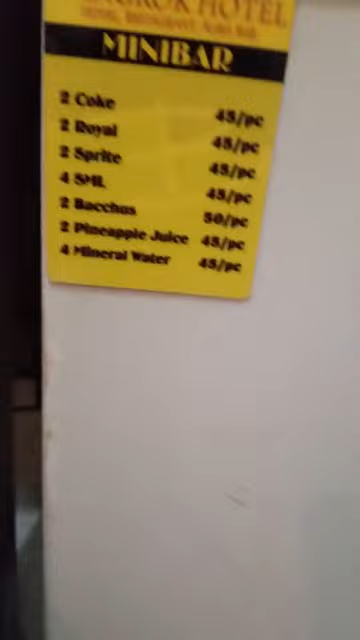 HOTEL
MINIBAR
2 Coke 45/pc
2 Royal 45/pc
2 Sprite 45/pc
4 SML 45/pc
2 Bacchus 50/pc
2 Pineapple Juice 45/pc
4 Mineral Water 45/pc